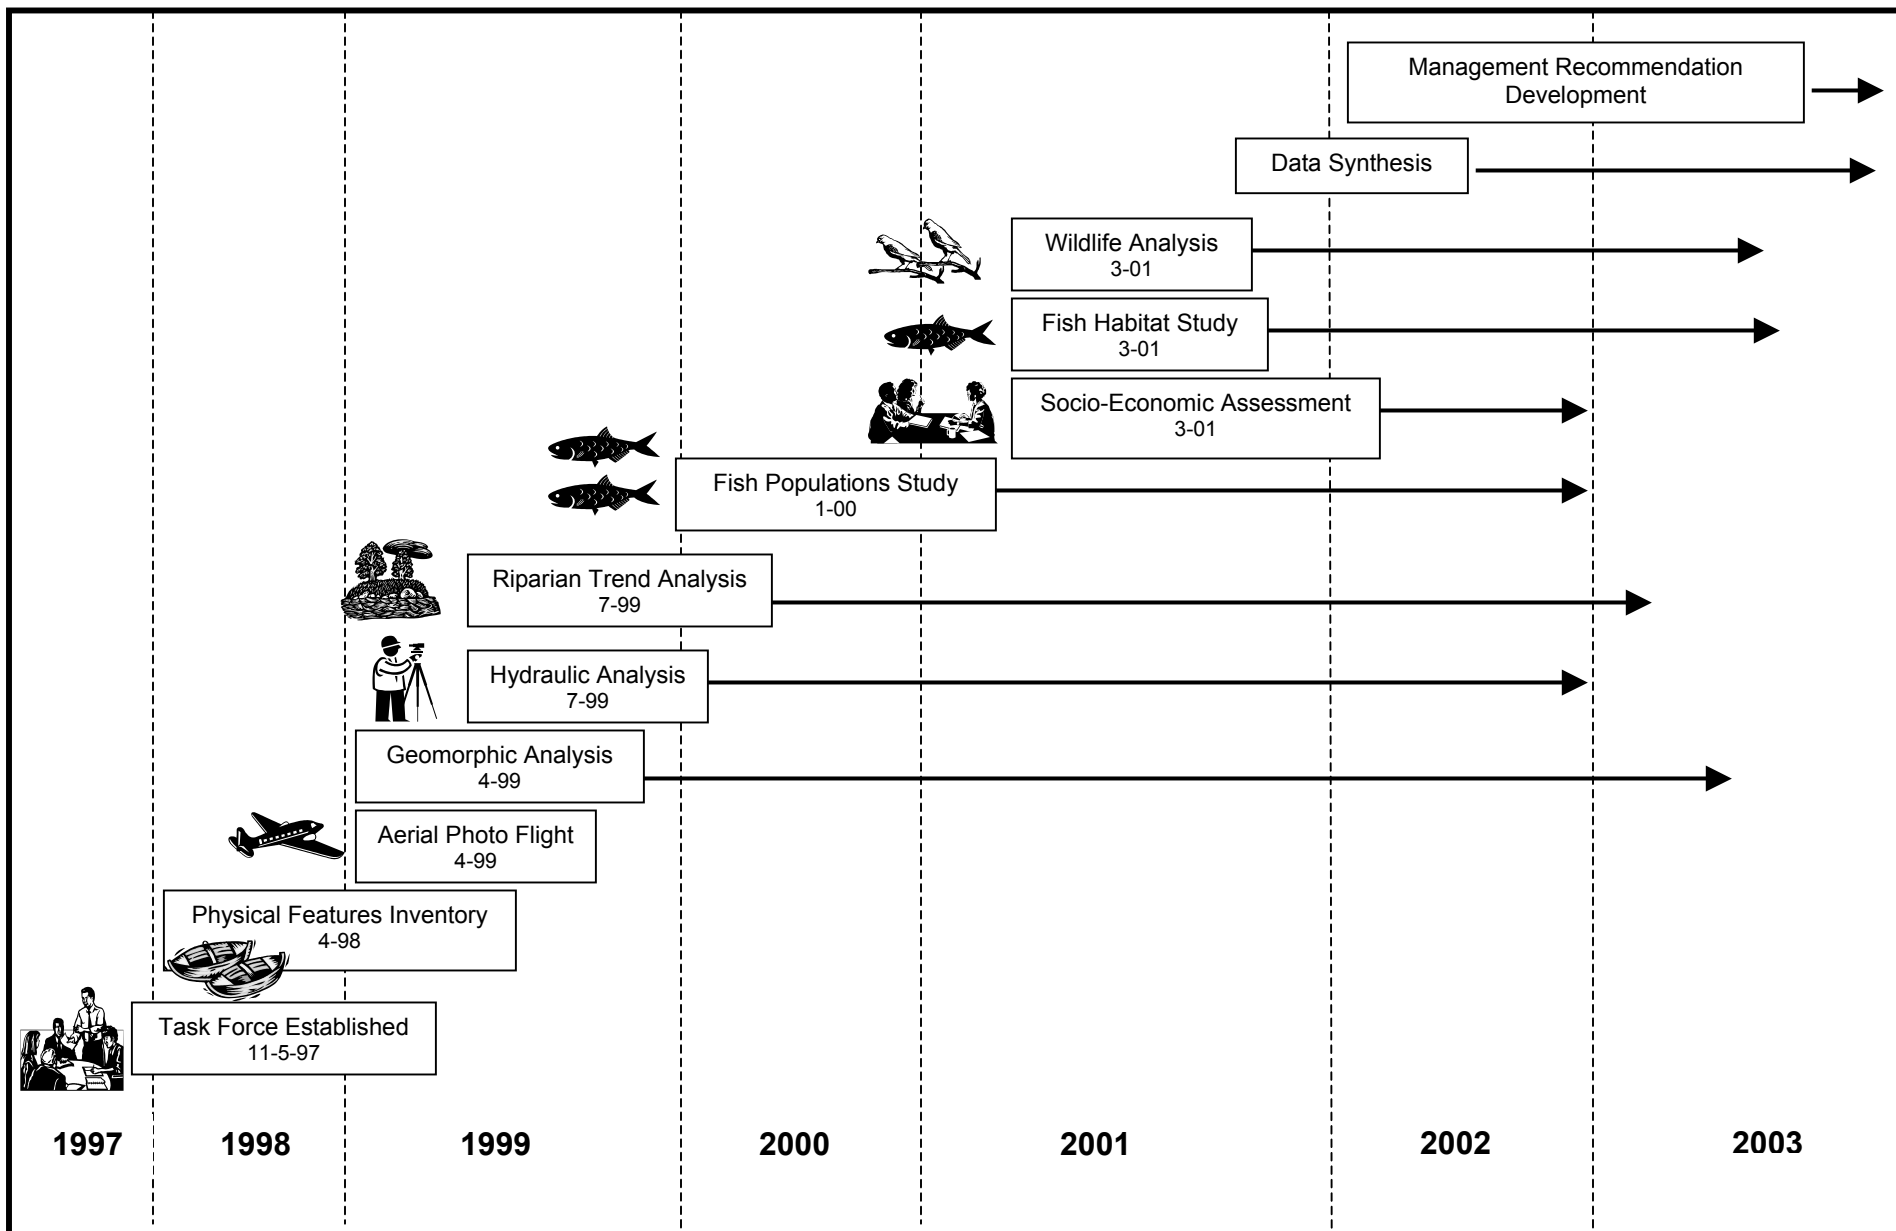 Management Recommendation
Development
Data Synthesis
Wildlife Analysis
3-01
Fish Habitat Study
3-01
Socio-Economic Assessment
3-01
Fish Populations Study
1-00
Riparian Trend Analysis
7-99
Hydraulic Analysis
7-99
Geomorphic Analysis
4-99
Aerial Photo Flight
4-99
Physical Features Inventory
4-98
Task Force Established
11-5-97
1997 1998 1999 2000 2001 2002 2003